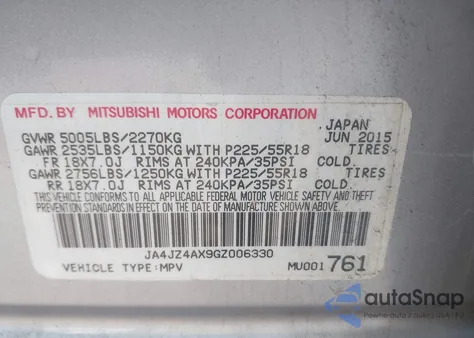 MFD. BY MITSUBISHI MOTORS CORPORATION
JAPAN
GVWR 5005LBS/2270KG JUN 2015
GAWR 2535LBS/1150KG WITH P225/55R18 TIRES
FR 18X7.0J RIMS AT 240KPA/35PSI COLD.
GAWR 2756LBS/1250KG WITH P225/55R18 TIRES
RR 18X7.0J RIMS AT 240KPA/35PSI COLD.
THIS VEHICLE CONFORMS TO ALL APPLICABLE FEDERAL MOTOR VEHICLE SAFETY, BUMPER AND
THEFT PREVENTION STANDARDS IN EFFECT ON THE DATE OF MANUFACTURE SHOWN ABOVE.
JA4JZ4AX9GZ006330
VEHICLE TYPE:MPV MU001761
autoSnap